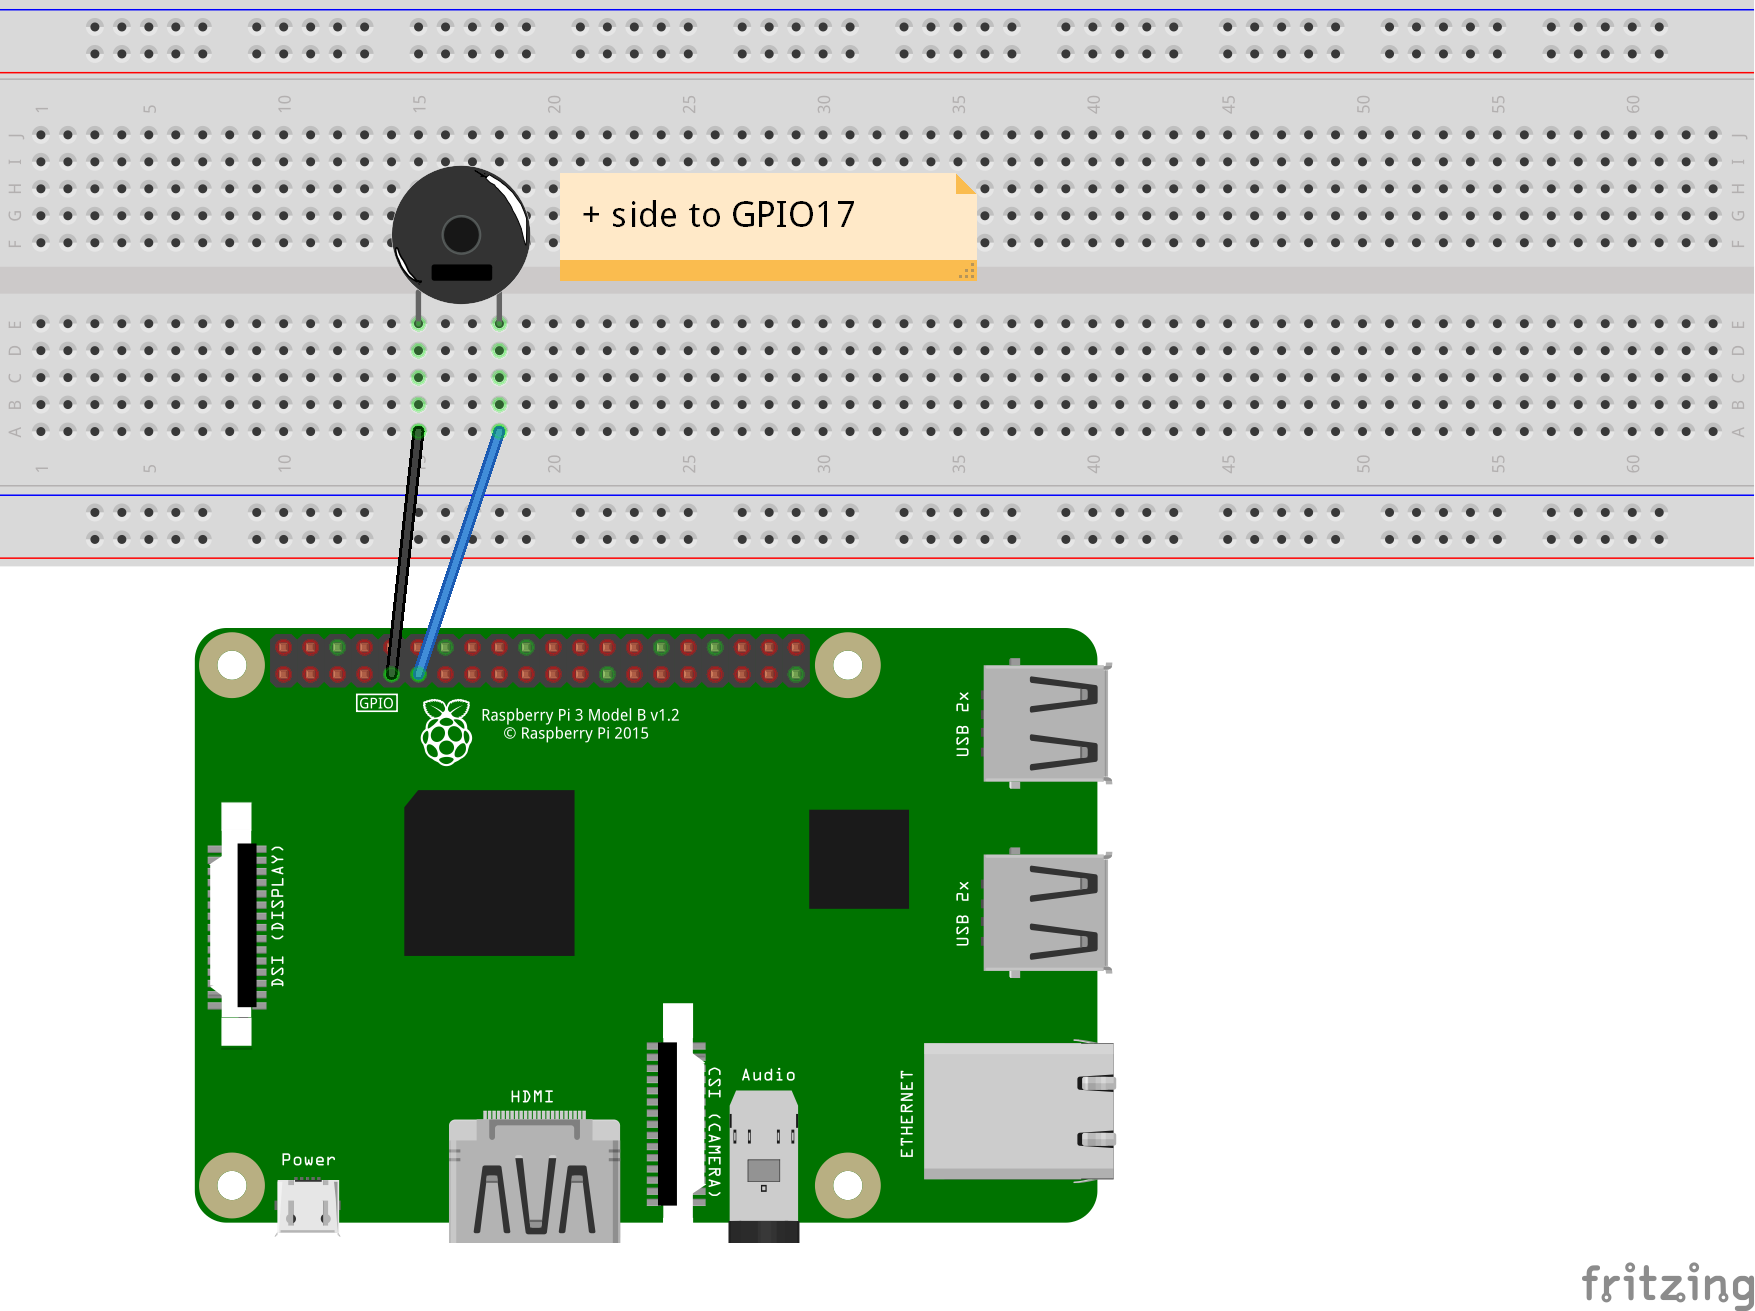 1 5 10 15 20 25 30 35 40 45 50 55 60
J J
I I
H H
G G
F F
+ side to GPIO17
E E
D D
C C
B B
A A
1 5 10 15 20 25 30 35 40 45 50 55 60
GPIO
Raspberry Pi 3 Model B v1.2
© Raspberry Pi 2015
USB 2x
USB 2x
DSI (DISPLAY)
CSI (CAMERA)
Audio
ETHERNET
HDMI
Power
fritzing